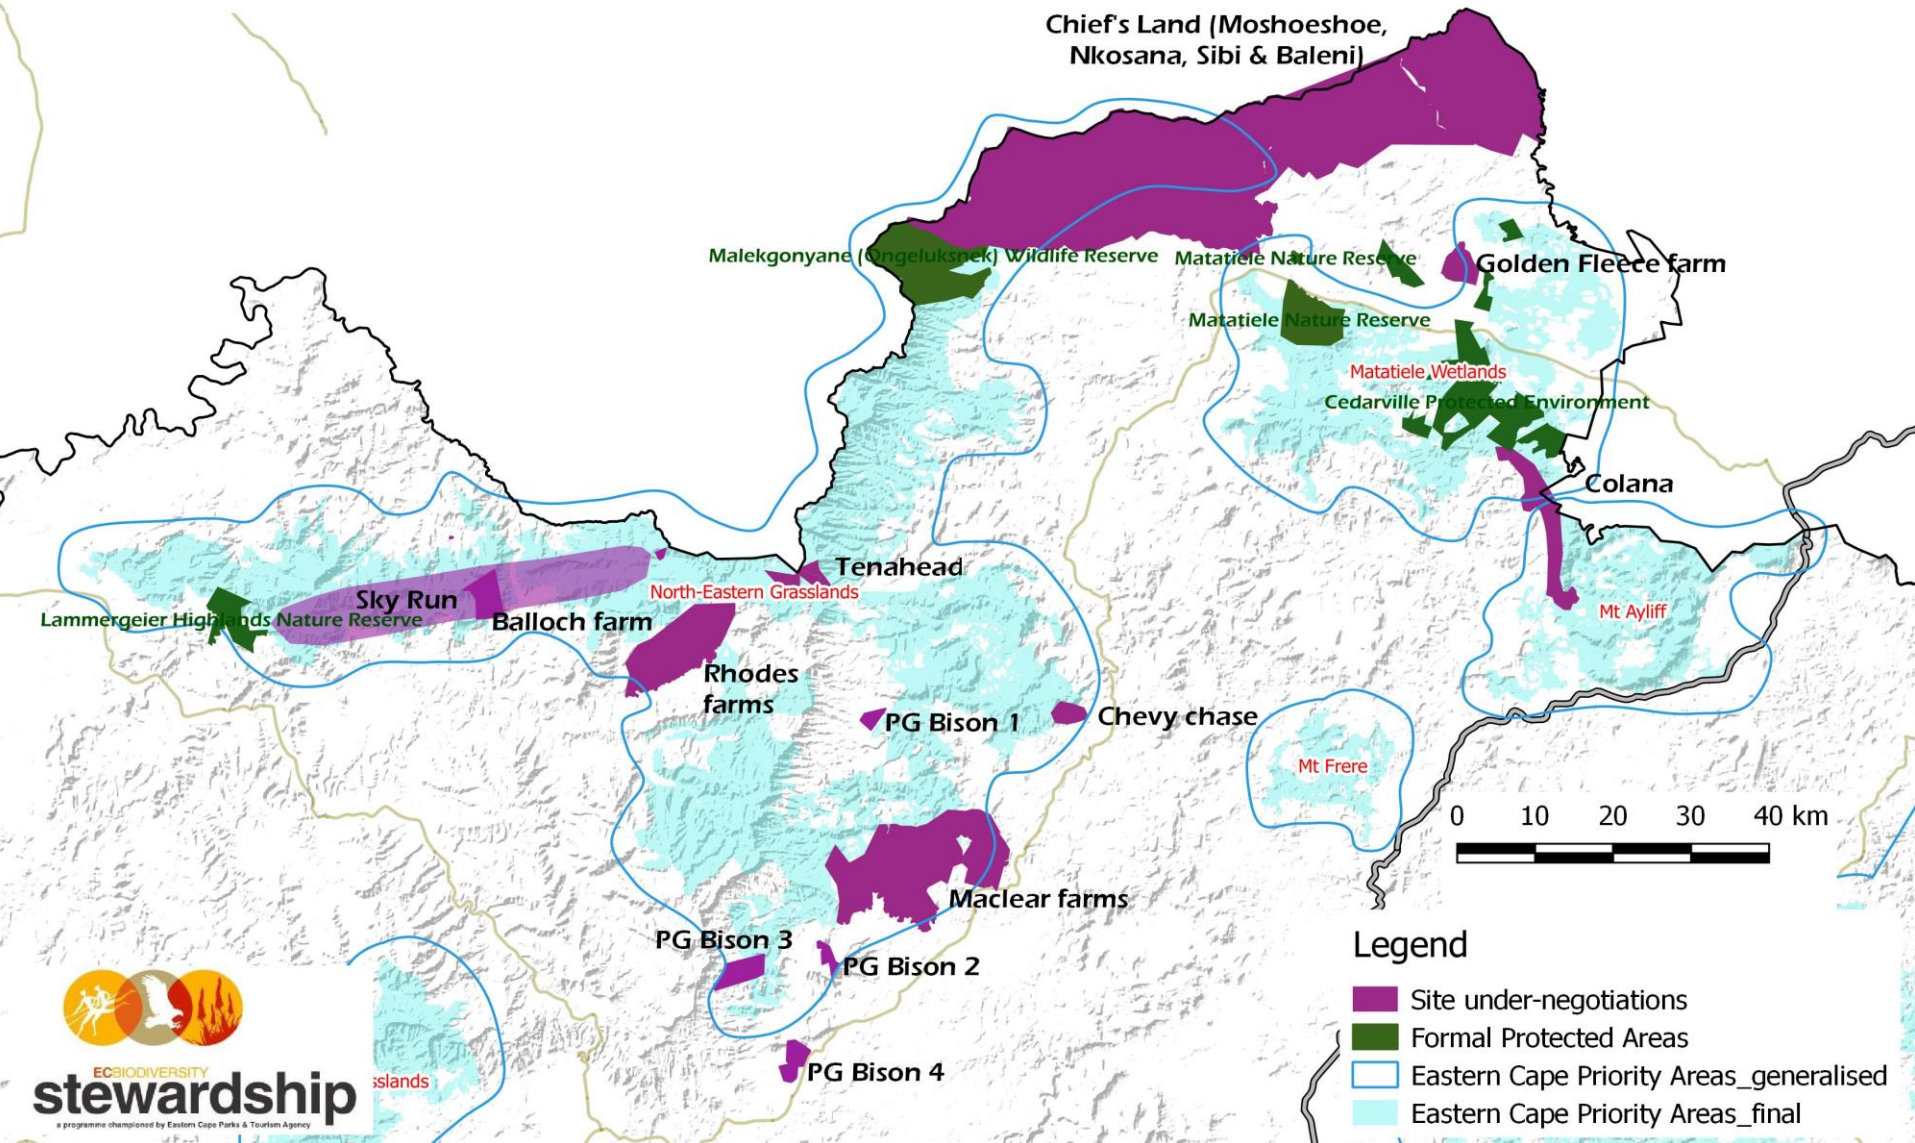 Chief's Land (Moshoeshoe,
Nkosana, Sibi & Baleni)
Malekgonyane (Ongeluksnek) Wildlife Reserve
Matatiele Nature Reserve
Golden Fleece farm
Matatiele Nature Reserve
Matatiele Wetlands
Cedarville Protected Environment
Colana
Tenahead
North-Eastern Grasslands
Sky Run
Balloch farm
Lammergeier Highlands Nature Reserve
Mt Ayliff
Rhodes
farms
PG Bison 1
Chevy chase
Mt Frere
0 10 20 30 40 km
Maclear farms
PG Bison 3
PG Bison 2
PG Bison 4
Legend
Site under-negotiations
Formal Protected Areas
Eastern Cape Priority Areas_generalised
Eastern Cape Priority Areas_final
sslands
ECBIODIVERSITY
stewardship
a programme championed by Eastern Cape Parks & Tourism Agency